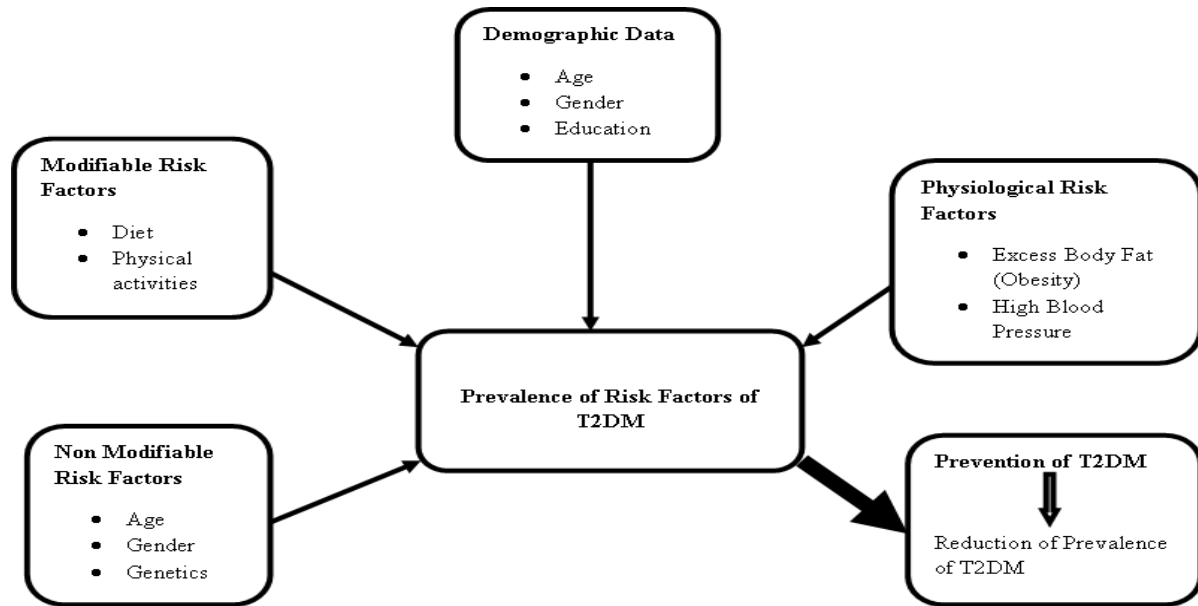 Demographic Data
• Age
• Gender
• Education
Modifiable Risk
Factors
• Diet
• Physical
activities
Physiological Risk
Factors
• Excess Body Fat
(Obesity)
• High Blood
Pressure
Prevalence of Risk Factors of
T2DM
Non Modifiable
Risk Factors
• Age
• Gender
• Genetics
Prevention of T2DM
Reduction of Prevalence
of T2DM